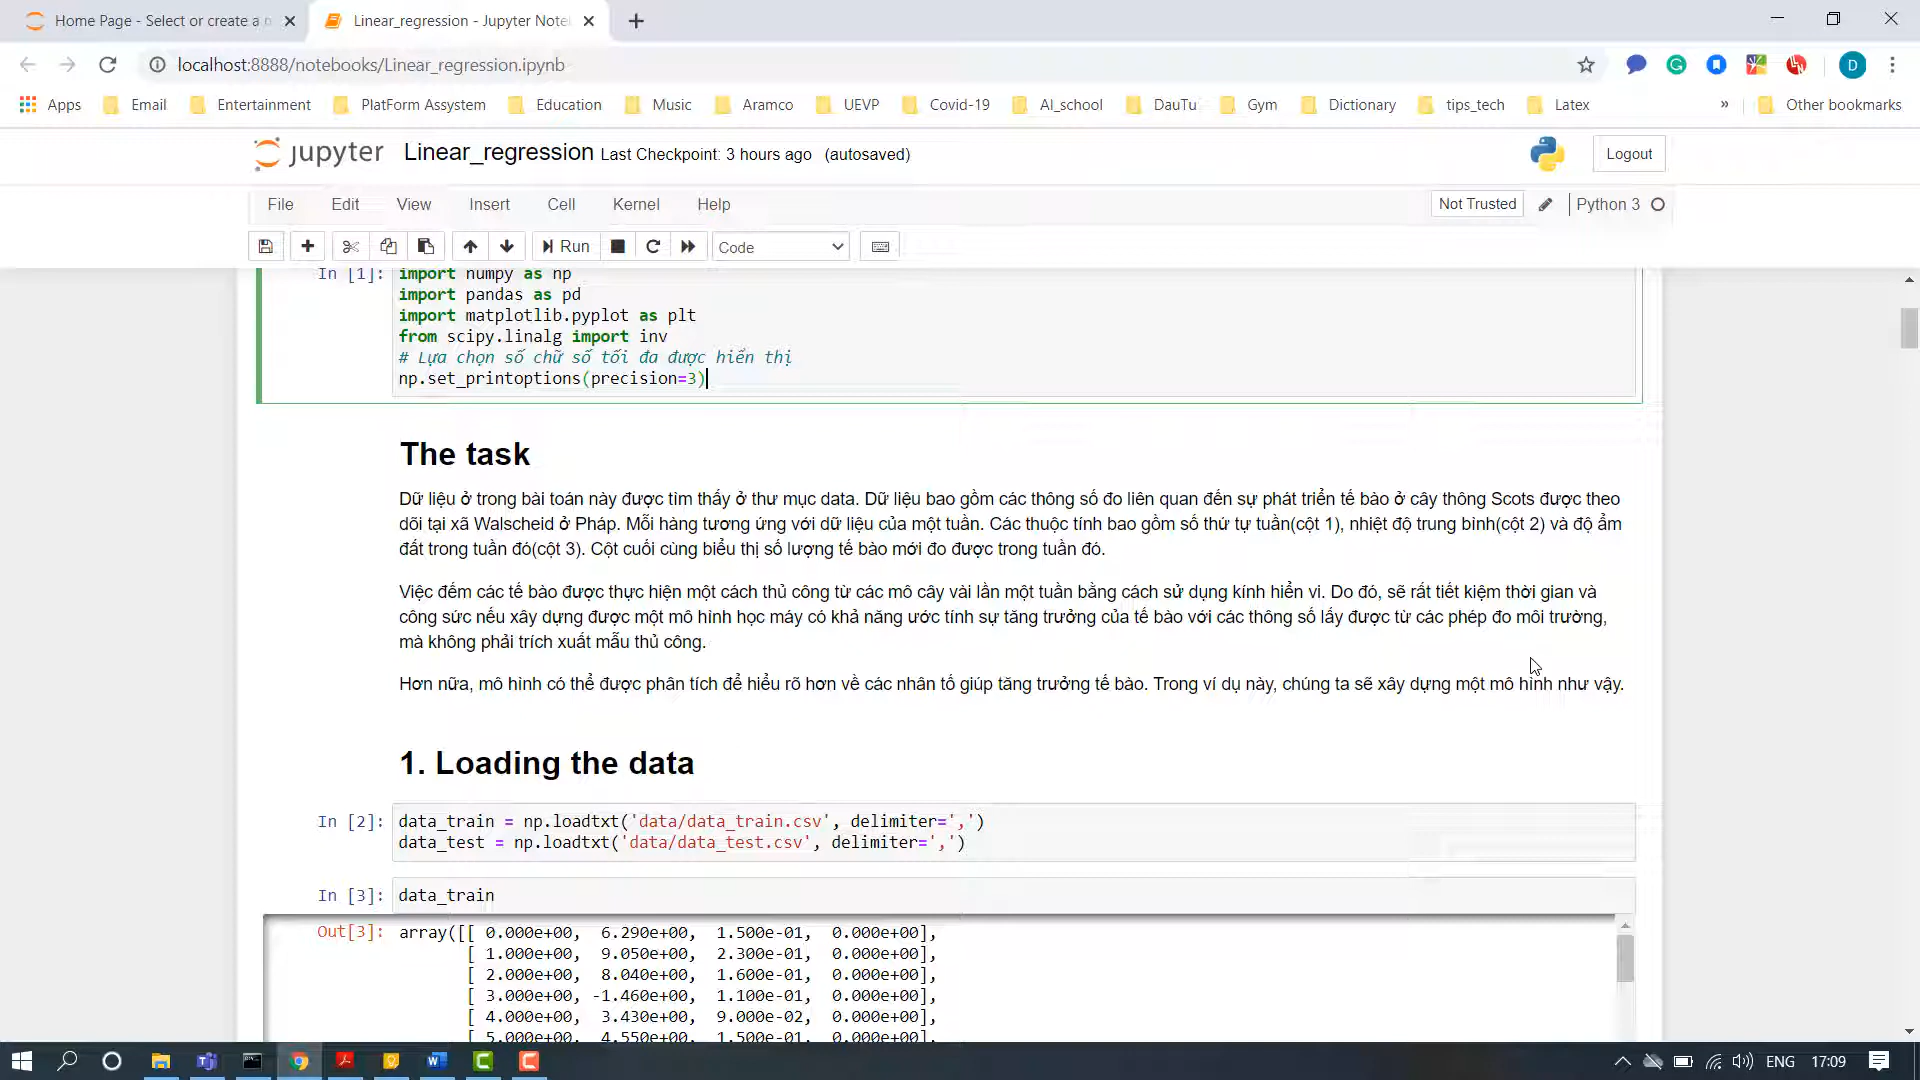 Home Page - Select or create a n
Linear_regression - Jupyter Note
localhost:8888/notebooks/Linear_regression.ipynb
D
Apps Email Entertainment PlatForm Assystem Education Music Aramco UEVP Covid-19 AI_school DauTu Gym Dictionary tips_tech Latex » Other bookmarks
jupyter Linear_regression Last Checkpoint: 3 hours ago (autosaved) Logout
File Edit View Insert Cell Kernel Help Not Trusted Python 3
Run Code
In [1]: import numpy as np
import pandas as pd
import matplotlib.pyplot as plt
from scipy.linalg import inv
# Lựa chọn số chữ số tối đa được hiển thị
np.set_printoptions(precision=3)
The task
Dữ liệu ở trong bài toán này được tìm thấy ở thư mục data. Dữ liệu bao gồm các thông số đo liên quan đến sự phát triển tế bào ở cây thông Scots được theo
dõi tại xã Walscheid ở Pháp. Mỗi hàng tương ứng với dữ liệu của một tuần. Các thuộc tính bao gồm số thứ tự tuần(cột 1), nhiệt độ trung bình(cột 2) và độ ẩm
đất trong tuần đó(cột 3). Cột cuối cùng biểu thị số lượng tế bào mới đo được trong tuần đó.
Việc đếm các tế bào được thực hiện một cách thủ công từ các mô cây vài lần một tuần bằng cách sử dụng kính hiển vi. Do đó, sẽ rất tiết kiệm thời gian và
công sức nếu xây dựng được một mô hình học máy có khả năng ước tính sự tăng trưởng của tế bào với các thông số lấy được từ các phép đo môi trường,
mà không phải trích xuất mẫu thủ công.
Hơn nữa, mô hình có thể được phân tích để hiểu rõ hơn về các nhân tố giúp tăng trưởng tế bào. Trong ví dụ này, chúng ta sẽ xây dựng một mô hình như vậy.
1. Loading the data
In [2]: data_train = np.loadtxt('data/data_train.csv', delimiter=',')
data_test = np.loadtxt('data/data_test.csv', delimiter=',')
In [3]: data_train
Out[3]: array([[ 0.000e+00, 6.290e+00, 1.500e-01, 0.000e+00],
[ 1.000e+00, 9.050e+00, 2.300e-01, 0.000e+00],
[ 2.000e+00, 8.040e+00, 1.600e-01, 0.000e+00],
[ 3.000e+00, -1.460e+00, 1.100e-01, 0.000e+00],
[ 4.000e+00, 3.430e+00, 9.000e-02, 0.000e+00],
[ 5.000e+00, 4.550e+00, 1.500e-01, 0.000e+00],
ENG 17:09